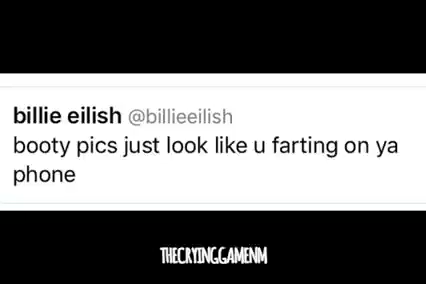 billie eilish @billieeilish
booty pics just look like u farting on ya
phone
THECRYINGGAMENM